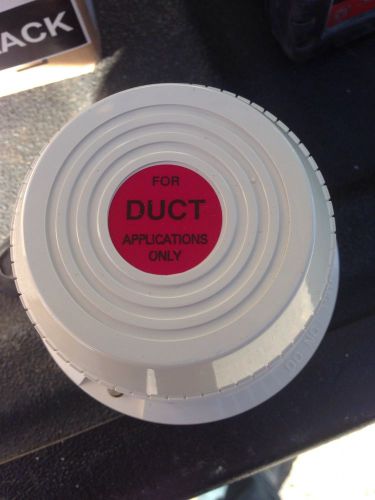 ACK
FOR
DUCT
APPLICATIONS
ONLY